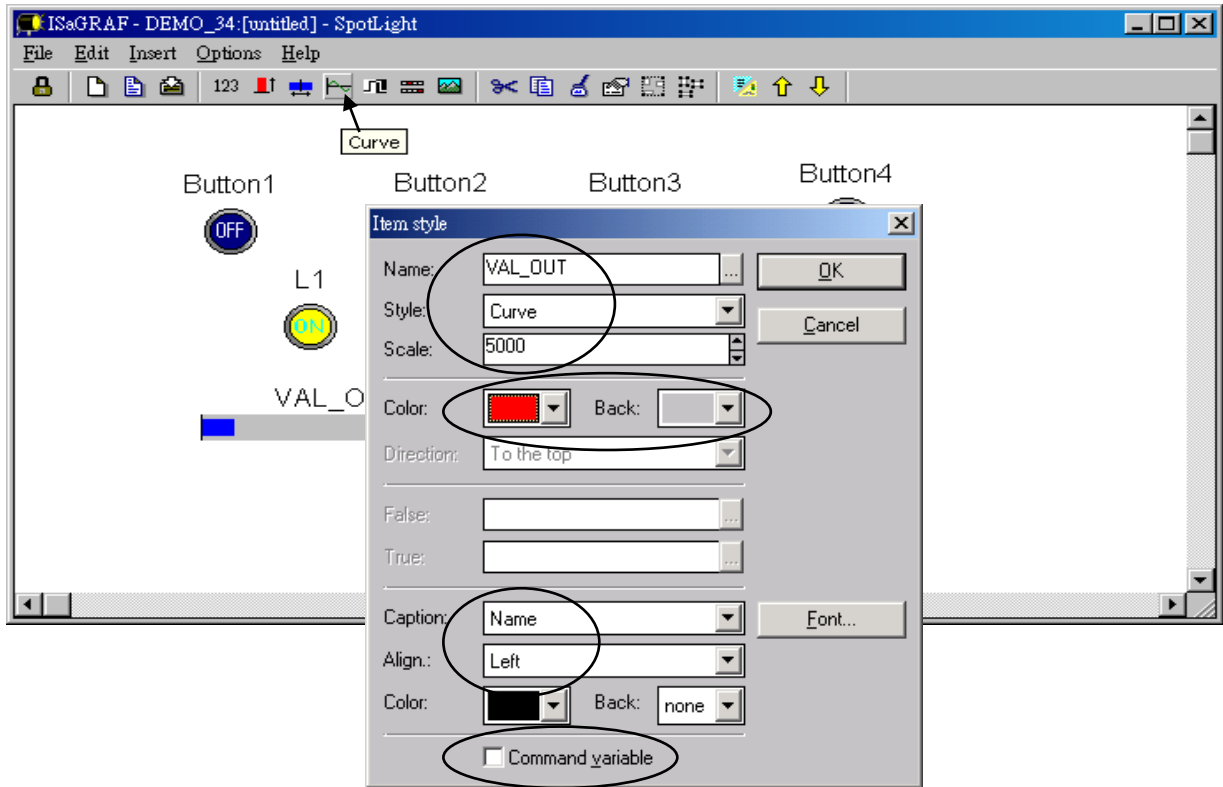 ISaGRAF - DEMO_34:[untitled] - SpotLight
File Edit Insert Options Help
123
Curve
Button1 Button2 Button3 Button4
OFF
L1
ON
VAL_O
Item style
Name: VAL_OUT ... OK
Style: Curve Cancel
Scale: 5000
Color: Back:
Direction: To the top
False: ...
True: ...
Caption: Name Font...
Align.: Left
Color: Back: none
Command variable